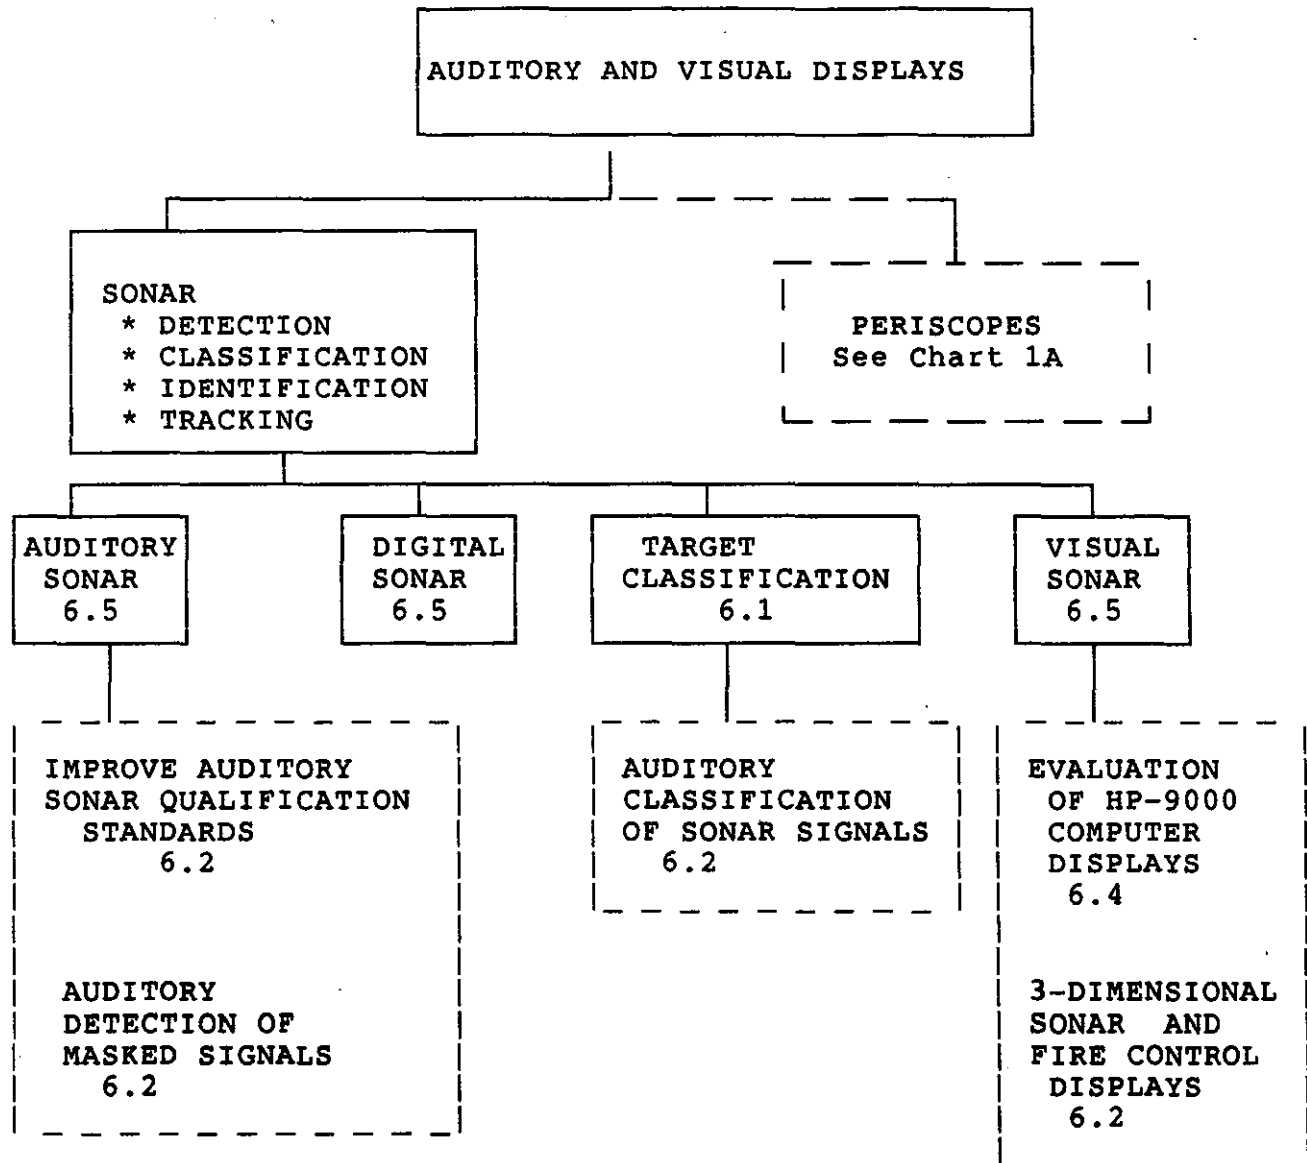 AUDITORY AND VISUAL DISPLAYS
SONAR
* DETECTION
* CLASSIFICATION
* IDENTIFICATION
* TRACKING
PERISCOPES
See Chart 1A
AUDITORY
SONAR
6.5
DIGITAL
SONAR
6.5
TARGET
CLASSIFICATION
6.1
VISUAL
SONAR
6.5
IMPROVE AUDITORY
SONAR QUALIFICATION
STANDARDS
6.2
AUDITORY
DETECTION OF
MASKED SIGNALS
6.2
AUDITORY
CLASSIFICATION
OF SONAR SIGNALS
6.2
EVALUATION
OF HP-9000
COMPUTER
DISPLAYS
6.4
3-DIMENSIONAL
SONAR AND
FIRE CONTROL
DISPLAYS
6.2